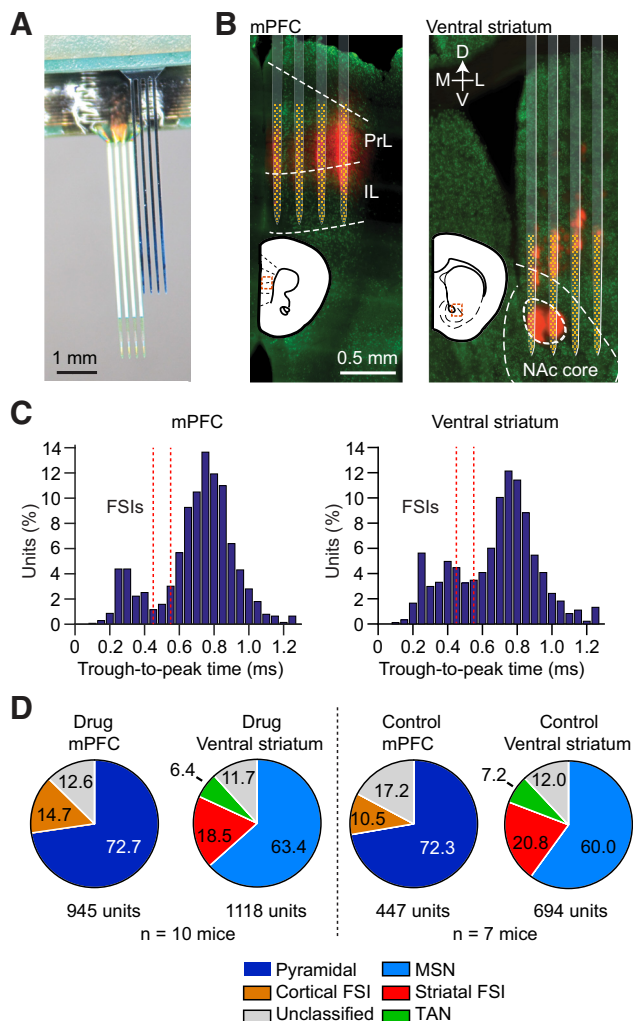 A
1 mm
B
mPFC
Ventral striatum
D
M L
V
PrL
IL
0.5 mm
NAc core
C
mPFC
Units (%)
14
12
10
8
6
4
2
0
FSIs
0 0.2 0.4 0.6 0.8 1.0 1.2
Trough-to-peak time (ms)
Ventral striatum
Units (%)
14
12
10
8
6
4
2
0
FSIs
0 0.2 0.4 0.6 0.8 1.0 1.2
Trough-to-peak time (ms)
D
Drug
mPFC
12.6
14.7
72.7
945 units
Drug
Ventral striatum
6.4
11.7
18.5
63.4
1118 units
n = 10 mice
Control
mPFC
17.2
10.5
72.3
447 units
Control
Ventral striatum
7.2
12.0
20.8
60.0
694 units
n = 7 mice
Pyramidal
MSN
Cortical FSI
Striatal FSI
Unclassified
TAN